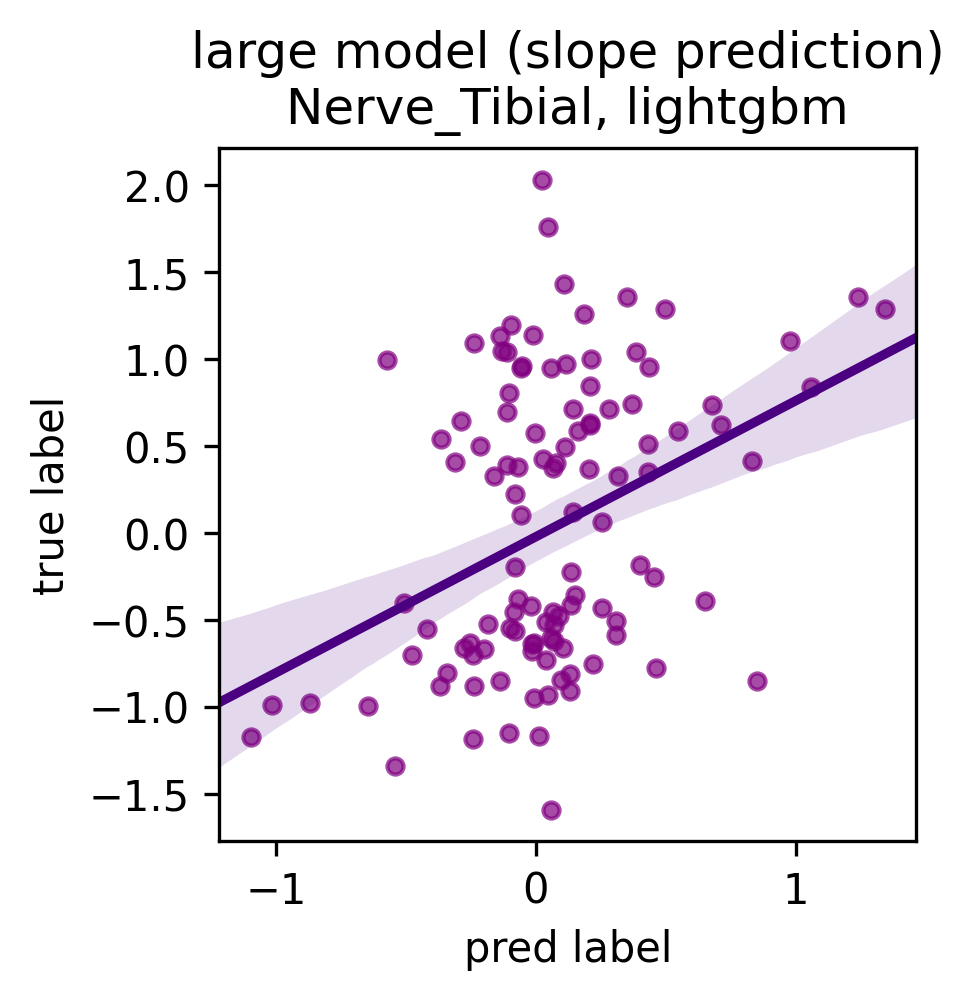 large model (slope prediction)
Nerve_Tibial, lightgbm
2.0
1.5
1.0
0.5
0.0
−0.5
−1.0
−1.5
true label
−1
0
1
pred label